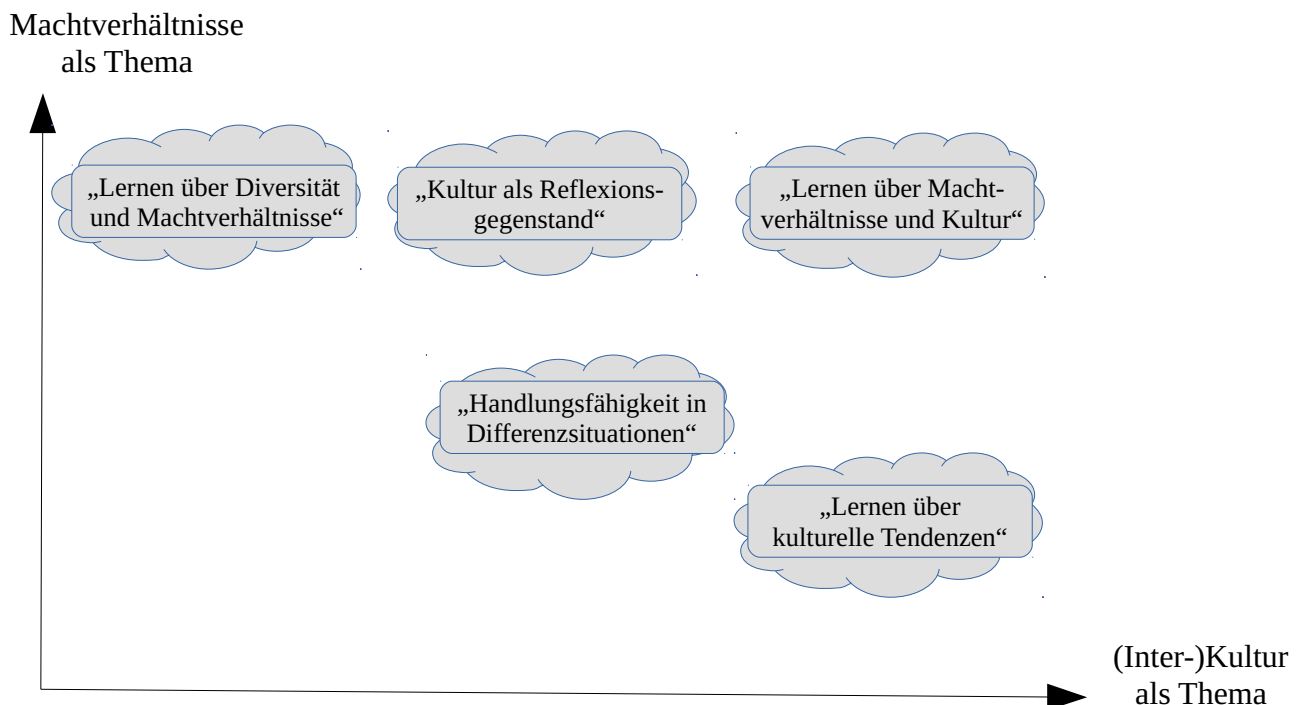 Machtverhältnisse
als Thema
„Lernen über Diversität
und Machtverhältnisse“
„Kultur als Reflexions-
gegenstand“
„Lernen über Macht-
verhältnisse und Kultur“
„Handlungsfähigkeit in
Differenzsituationen“
„Lernen über
kulturelle Tendenzen“
(Inter-)Kultur
als Thema